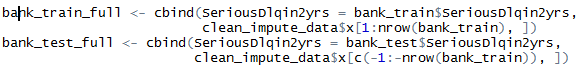 bank_train_full <- cbind(SeriousDlqin2yrs = bank_train$SeriousDlqin2yrs,
clean_impute_data$x[1:nrow(bank_train), ])
bank_test_full <- cbind(SeriousDlqin2yrs = bank_test$SeriousDlqin2yrs,
clean_impute_data$x[c(-1:-nrow(bank_train)), ])